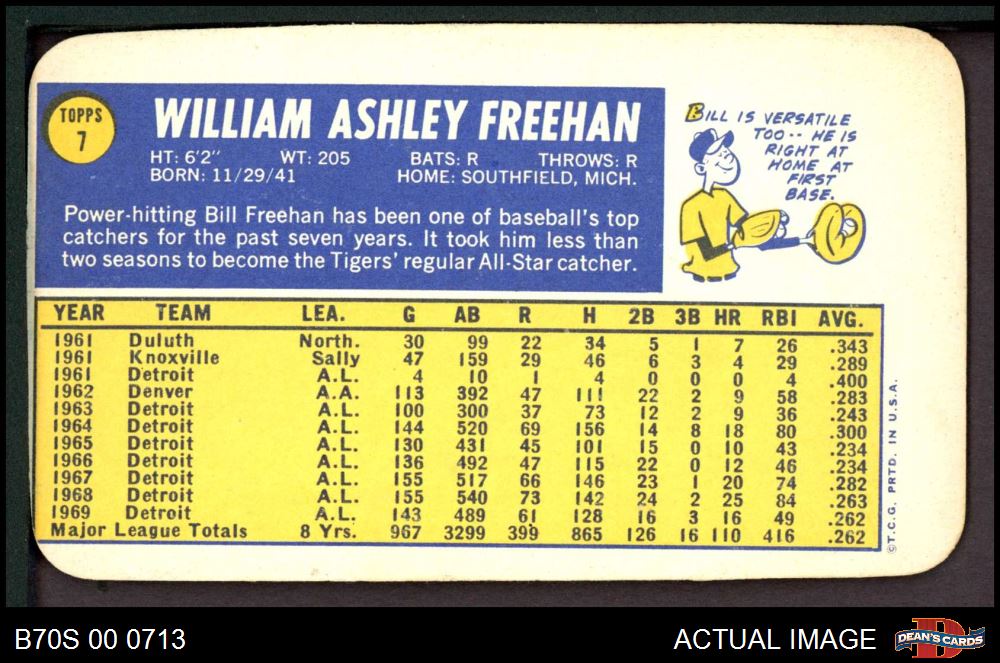 TOPPS
7
WILLIAM ASHLEY FREEHAN
HT: 6'2" WT: 205 BATS: R THROWS: R
BORN: 11/29/41 HOME: SOUTHFIELD, MICH.
Power-hitting Bill Freehan has been one of baseball's top
catchers for the past seven years. It took him less than
two seasons to become the Tigers' regular All-Star catcher.
BILL IS VERSATILE
TOO-- HE IS
RIGHT AT
HOME AT
FIRST
BASE.
YEAR TEAM LEA. G AB R H 2B 3B HR RBI AVG.
1961 Duluth North. 30 99 22 34 5 1 7 26 .343
1961 Knoxville Sally 47 159 29 46 6 3 4 29 .289
1961 Detroit A.L. 4 10 1 4 0 0 0 4 .400
1962 Denver A.A. 113 392 47 111 22 2 9 58 .283
1963 Detroit A.L. 100 300 37 73 12 2 9 36 .243
1964 Detroit A.L. 144 520 69 156 14 8 18 80 .300
1965 Detroit A.L. 130 431 45 101 15 0 10 43 .234
1966 Detroit A.L. 136 492 47 115 22 0 12 46 .234
1967 Detroit A.L. 155 517 66 146 23 1 20 74 .282
1968 Detroit A.L. 155 540 73 142 24 2 25 84 .263
1969 Detroit A.L. 143 489 61 128 16 3 16 49 .262
Major League Totals 8 Yrs. 967 3299 399 865 126 16 110 416 .262
©T.C.G. PRTD. IN U.S.A.
B70S 00 0713
ACTUAL IMAGE
D
DEAN'S CARDS